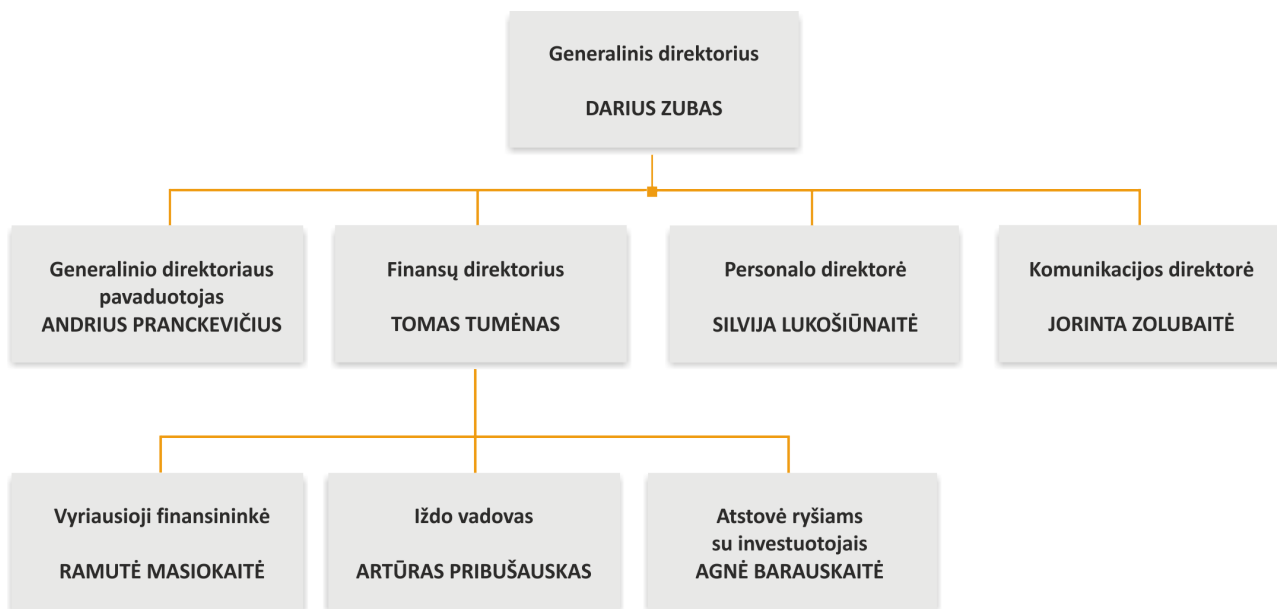 Generalinis direktorius
DARIUS ZUBAS
Generalinio direktoriaus
pavaduotojas
ANDRIUS PRANCKEVIČIUS
Finansų direktorius
TOMAS TUMĖNAS
Personalo direktorė
SILVIJA LUKOŠIŪNAITĖ
Komunikacijos direktorė
JORINTA ZOLUBAITĖ
Vyriausioji finansininkė
RAMUTĖ MASIOKAITĖ
Iždo vadovas
ARTŪRAS PRIBUŠAUSKAS
Atstovė ryšiams
su investuotojais
AGNĖ BARAUSKAITĖ